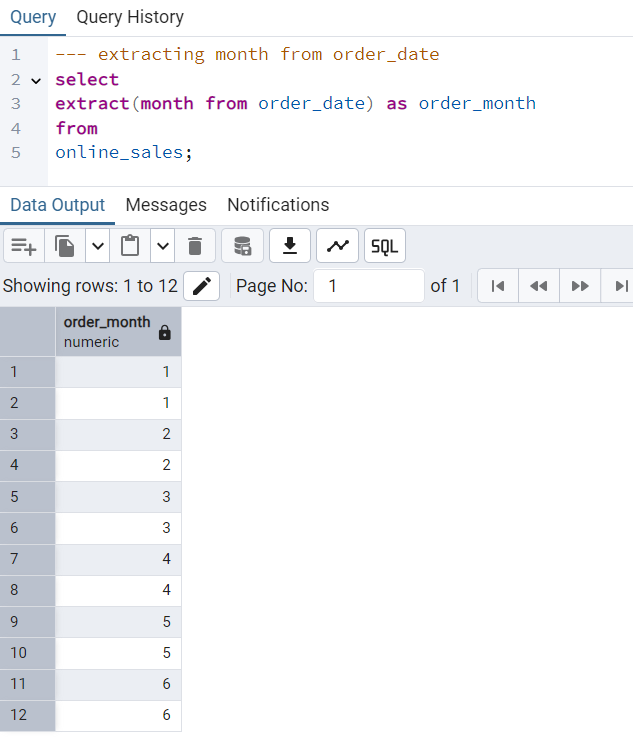 Query Query History
1 --- extracting month from order_date
2 select
3 extract(month from order_date) as order_month
4 from
5 online_sales;
Data Output Messages Notifications
SQL
Showing rows: 1 to 12 Page No: 1 of 1
order_month
numeric
1 1
2 1
3 2
4 2
5 3
6 3
7 4
8 4
9 5
10 5
11 6
12 6